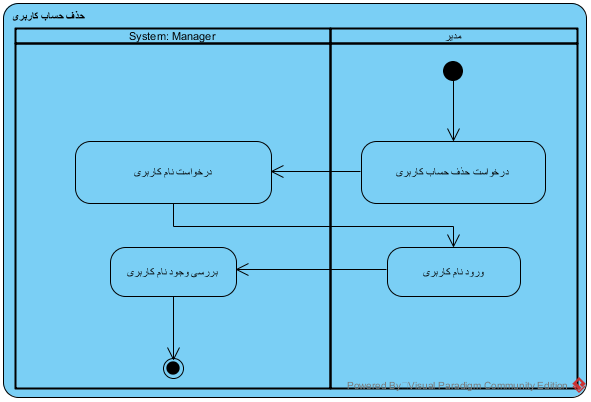 حذف حساب کاربری
System: Manager
مدیر
درخواست حذف حساب کاربری
درخواست نام کاربری
ورود نام کاربری
بررسی وجود نام کاربری
Powered By Visual Paradigm Community Edition